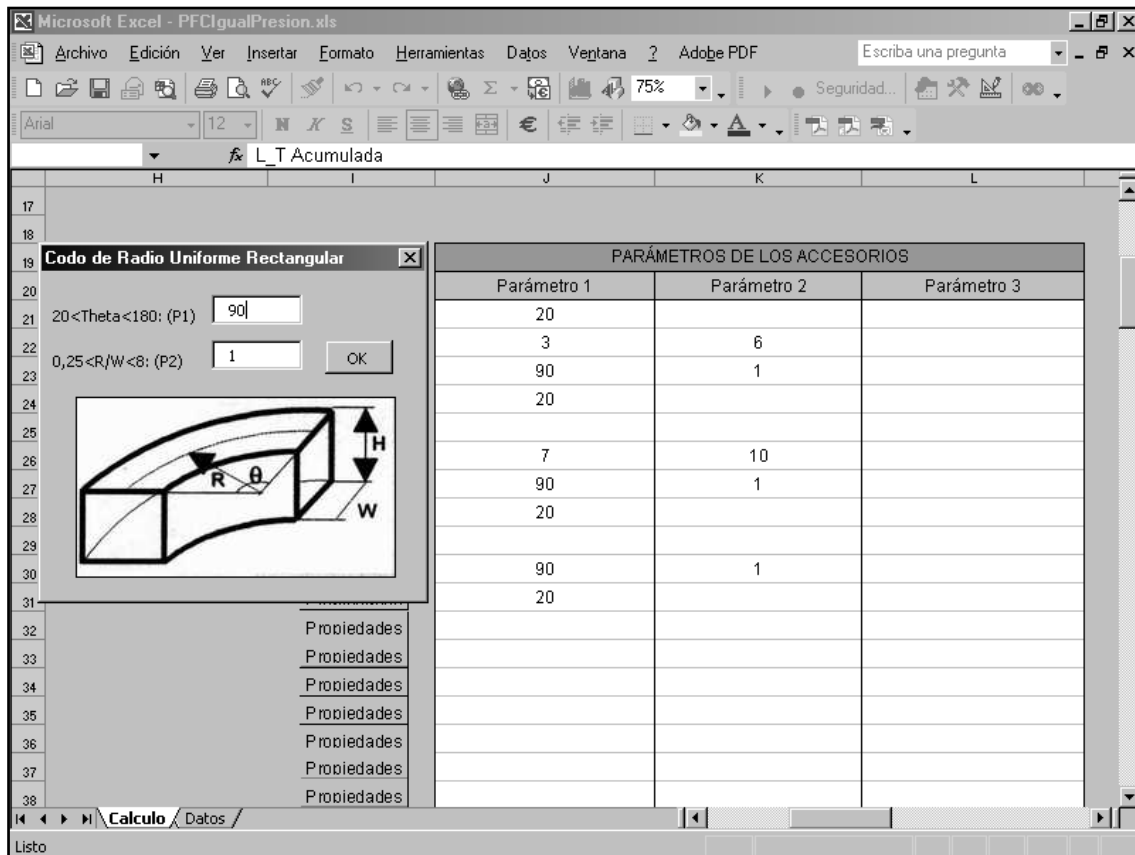 Microsoft Excel - PFCIgualPresion.xls
Archivo Edición Ver Insertar Formato Herramientas Datos Ventana ? Adobe PDF Escriba una pregunta
75% Seguridad...
Arial 12 N K S €
fx L_T Acumulada
H I J K L
17
18
19 PARÁMETROS DE LOS ACCESORIOS
20 Parámetro 1 Parámetro 2 Parámetro 3
21 20
22 3 6
23 90 1
24 20
25
26 7 10
27 90 1
28 20
29
30 90 1
31 20
32 Propiedades
33 Propiedades
34 Propiedades
35 Propiedades
36 Propiedades
37 Propiedades
38 Propiedades
Codo de Radio Uniforme Rectangular
20<Theta<180: (P1) 90
0,25<R/W<8: (P2) 1 OK
H
R θ
W
Calculo Datos
Listo